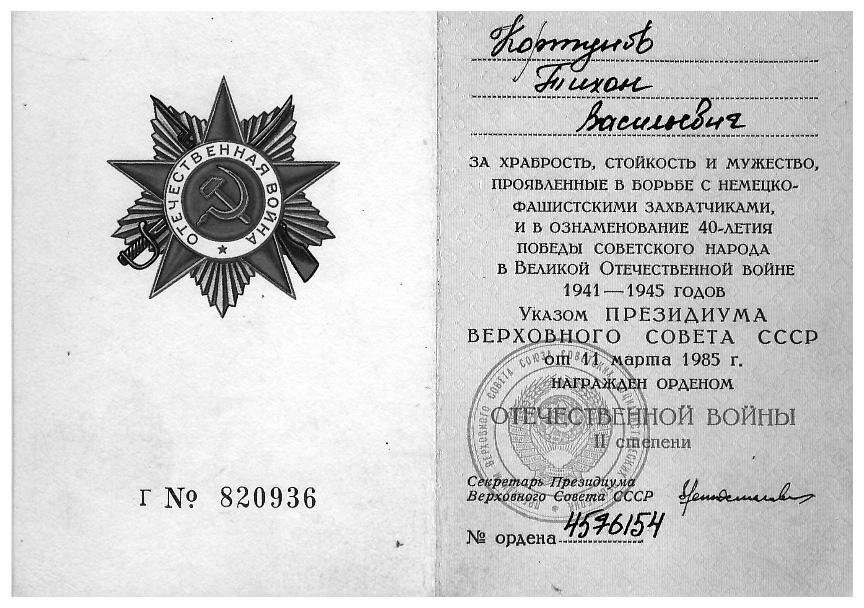 ОТЕЧЕСТВЕННАЯ ВОЙНА
Г № 820936
Кортунов
Тихон
Васильевич
ЗА ХРАБРОСТЬ, СТОЙКОСТЬ И МУЖЕСТВО,
ПРОЯВЛЕННЫЕ В БОРЬБЕ С НЕМЕЦКО-
ФАШИСТСКИМИ ЗАХВАТЧИКАМИ,
И В ОЗНАМЕНОВАНИЕ 40-ЛЕТИЯ
ПОБЕДЫ СОВЕТСКОГО НАРОДА
В ВЕЛИКОЙ ОТЕЧЕСТВЕННОЙ ВОЙНЕ
1941—1945 ГОДОВ
УКАЗОМ ПРЕЗИДИУМА
ВЕРХОВНОГО СОВЕТА СССР
от 11 марта 1985 г.
НАГРАЖДЕН ОРДЕНОМ
ОТЕЧЕСТВЕННОЙ ВОЙНЫ
II степени
Секретарь Президиума
Верховного Совета СССР
№ ордена 4576154